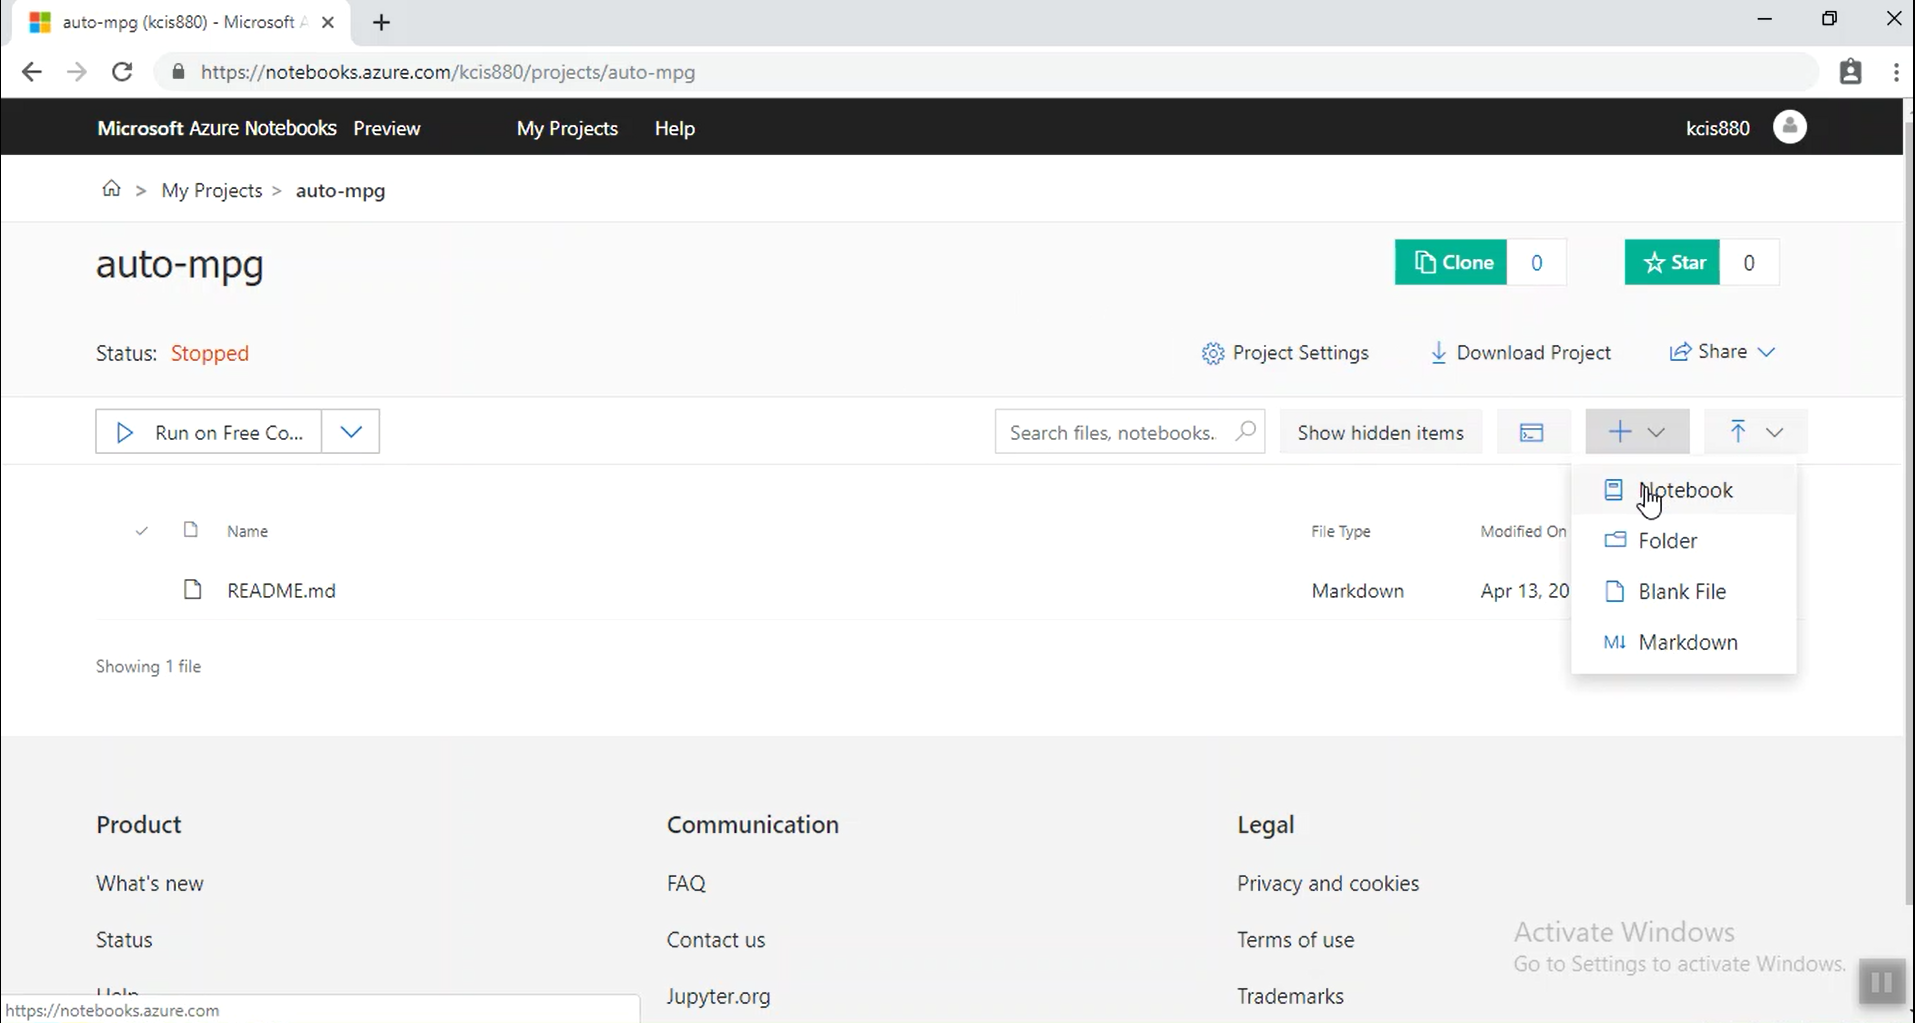 auto-mpg (kcis880) - Microsoft A
https://notebooks.azure.com/kcis880/projects/auto-mpg
Microsoft Azure Notebooks Preview My Projects Help kcis880
> My Projects > auto-mpg
auto-mpg
Clone 0
Star 0
Status: Stopped
Project Settings Download Project Share
Run on Free Co... Search files, notebooks.. Show hidden items
Notebook
Folder
Blank File
M↓ Markdown
Name File Type Modified On
README.md Markdown Apr 13, 20
Showing 1 file
Product Communication Legal
What's new FAQ Privacy and cookies
Status Contact us Terms of use
Help Jupyter.org Trademarks
Activate Windows
Go to Settings to activate Windows.
https://notebooks.azure.com